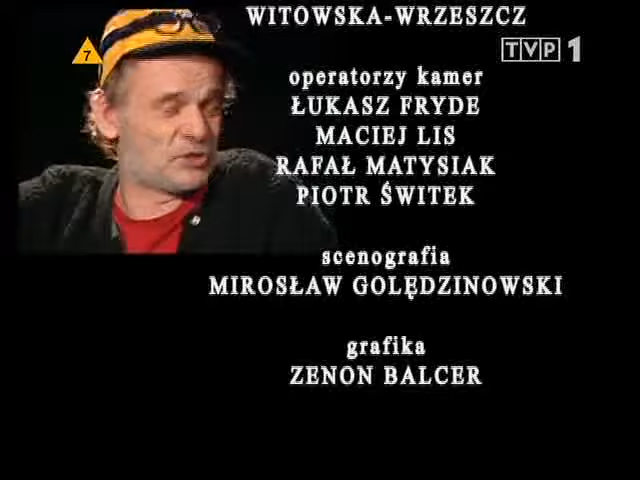 WITOWSKA-WRZESZCZ
7
TVP 1
operatorzy kamer
ŁUKASZ FRYDE
MACIEJ LIS
RAFAŁ MATYSIAK
PIOTR ŚWITEK
scenografia
MIROSŁAW GOLĘDZINOWSKI
grafika
ZENON BALCER